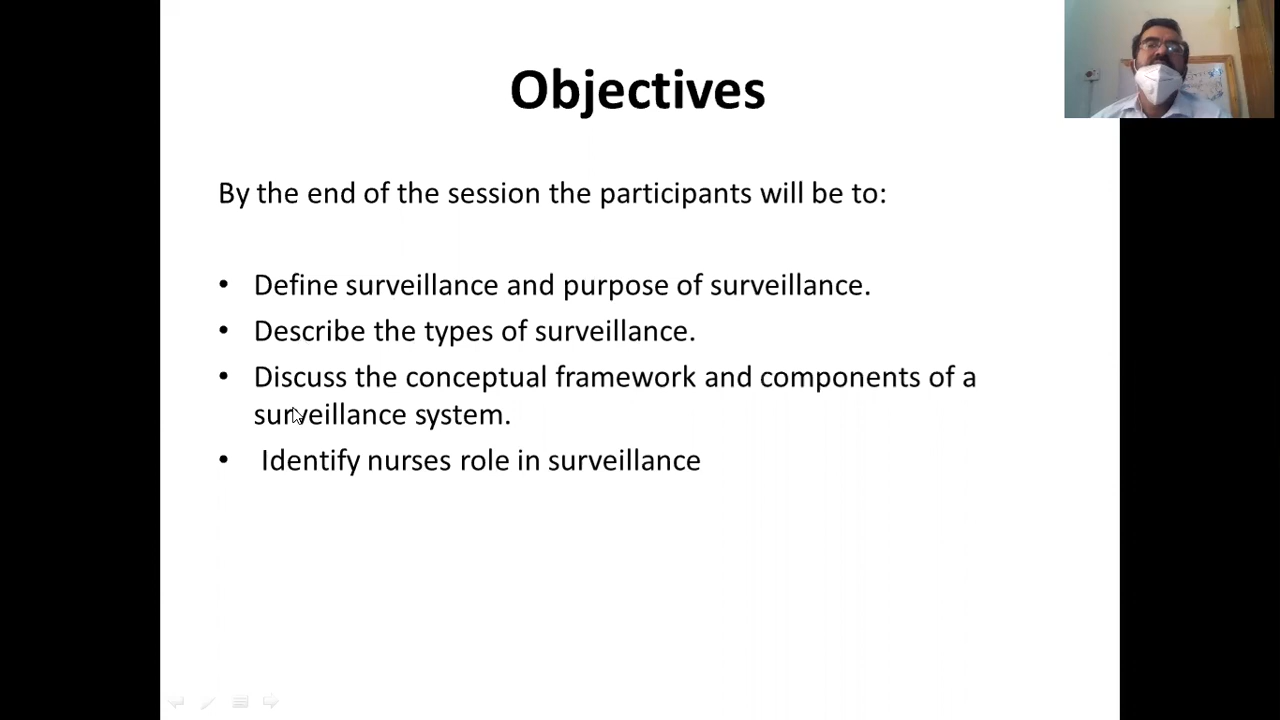 Objectives
By the end of the session the participants will be to:
• Define surveillance and purpose of surveillance.
• Describe the types of surveillance.
• Discuss the conceptual framework and components of a
surveillance system.
• Identify nurses role in surveillance